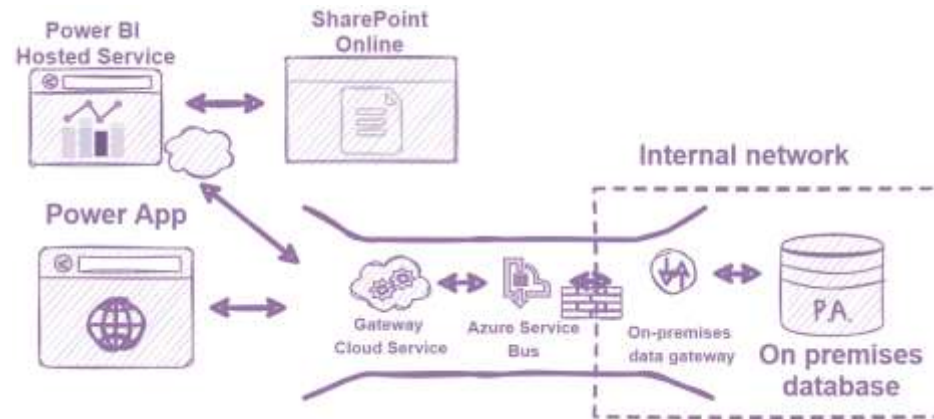 Power BI
Hosted Service
SharePoint
Online
Internal network
Power App
Gateway
Cloud Service
Azure Service
Bus
On-premises
data gateway
P.A.
On premises
database